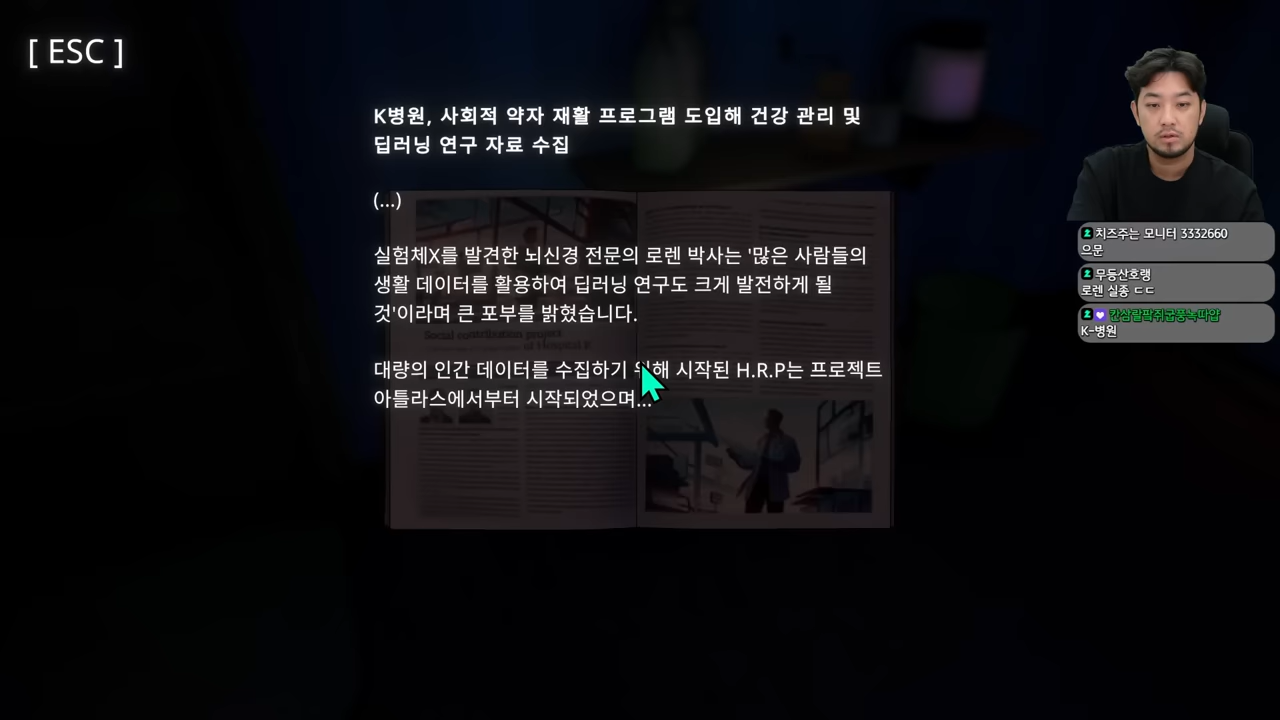 [ ESC ]
K병원, 사회적 약자 재활 프로그램 도입해 건강 관리 및
딥러닝 연구 자료 수집
(...)
실험체X를 발견한 뇌신경 전문의 로렌 박사는 '많은 사람들의
생활 데이터를 활용하여 딥러닝 연구도 크게 발전하게 될
것'이라며 큰 포부를 밝혔습니다.
Social contribution project
of Hospital K
대량의 인간 데이터를 수집하기 위해 시작된 H.R.P는 프로젝트
아틀라스에서부터 시작되었으며...
치즈주는 모니터 3332660
으문
무등산호랭
로렌 실종 ㄷㄷ
K-병원